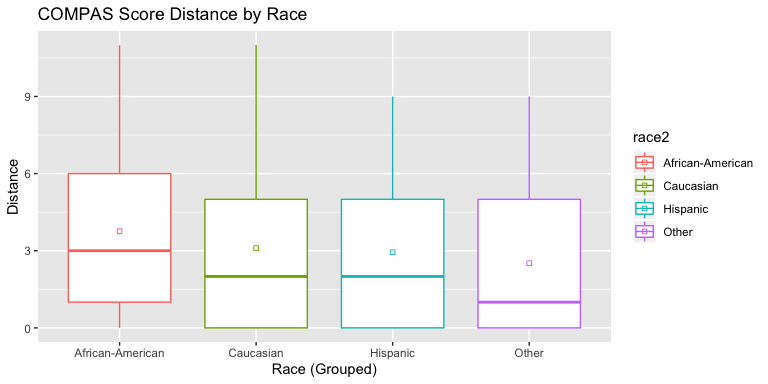 COMPAS Score Distance by Race
Distance
9
6
3
0
African-American
Caucasian
Hispanic
Other
Race (Grouped)
race2
African-American
Caucasian
Hispanic
Other